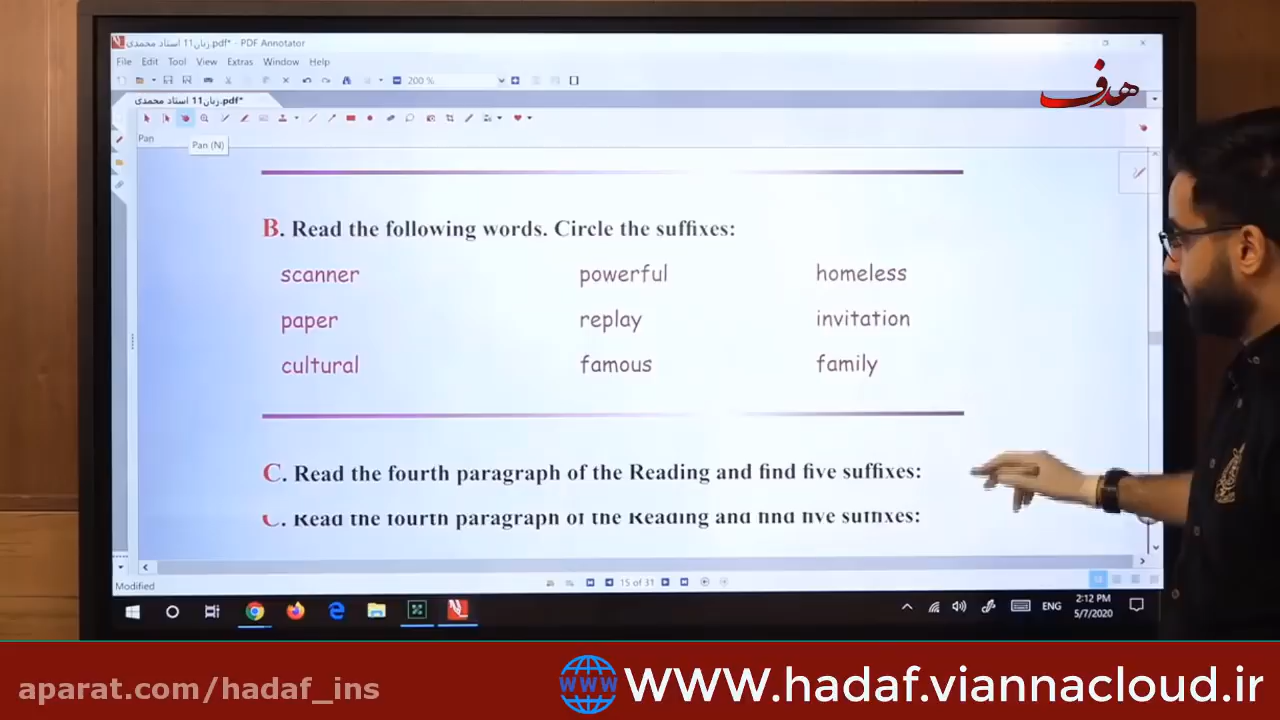 زبان11 استاد محمدی.pdf* - PDF Annotator
File Edit Tool View Extras Window Help
200 %
زبان11 استاد محمدی.pdf*
هدف
Pan
Pan (N)
B. Read the following words. Circle the suffixes:
scanner powerful homeless
paper replay invitation
cultural famous family
C. Read the fourth paragraph of the Reading and find five suffixes:
C. Read the fourth paragraph of the Reading and find five suffixes:
15 of 31
Modified
ENG
2:12 PM
5/7/2020
aparat.com/hadaf_ins
WWW
www.hadaf.viannacloud.ir